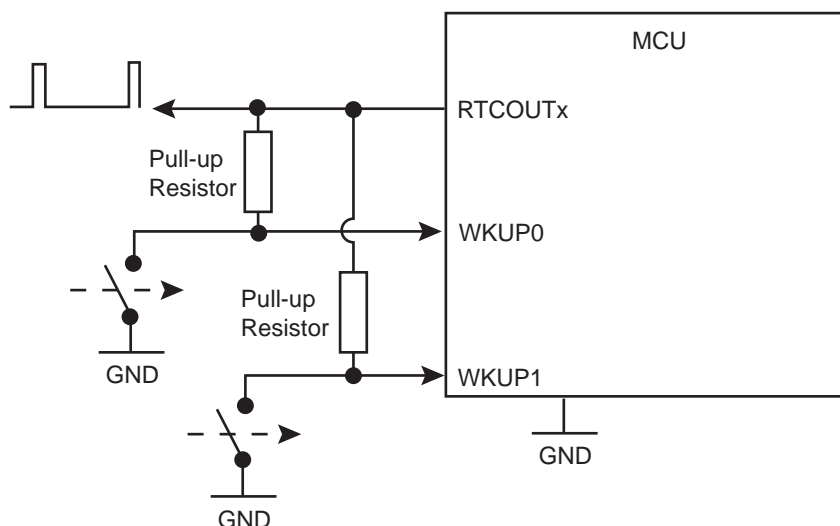 MCU
RTCOUTx
Pull-up
Resistor
WKUP0
Pull-up
Resistor
GND
WKUP1
GND
GND